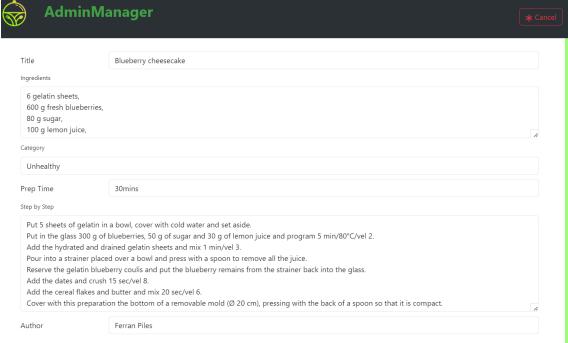 AdminManager
Cancel
Title
Blueberry cheesecake
Ingredients
6 gelatin sheets,
600 g fresh blueberries,
80 g sugar,
100 g lemon juice,
Category
Unhealthy
Prep Time
30mins
Step by Step
Put 5 sheets of gelatin in a bowl, cover with cold water and set aside.
Put in the glass 300 g of blueberries, 50 g of sugar and 30 g of lemon juice and program 5 min/80°C/vel 2.
Add the hydrated and drained gelatin sheets and mix 1 min/vel 3.
Pour into a strainer placed over a bowl and press with a spoon to remove all the juice.
Reserve the gelatin blueberry coulis and put the blueberry remains from the strainer back into the glass.
Add the dates and crush 15 sec/vel 8.
Add the cereal flakes and butter and mix 20 sec/vel 6.
Cover with this preparation the bottom of a removable mold (Ø 20 cm), pressing with the back of a spoon so that it is compact.
Author
Ferran Piles